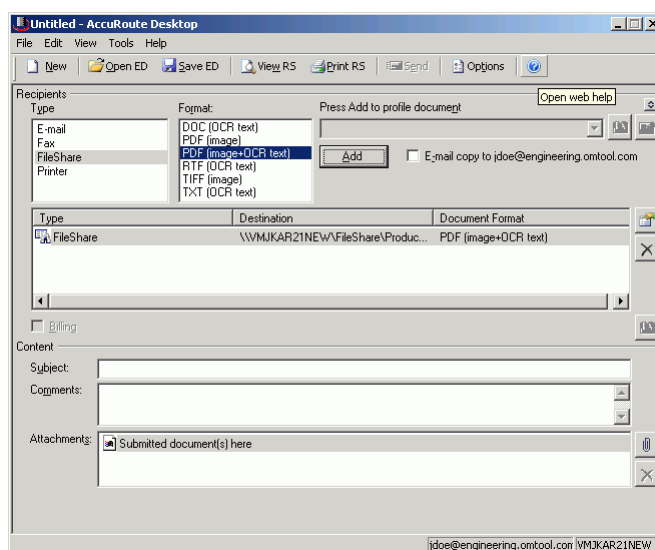 Untitled - AccuRoute Desktop
File Edit View Tools Help
New Open ED Save ED View RS Print RS Send Options
Open web help
Recipients
Type Format: Press Add to profile document
E-mail
Fax
FileShare
Printer
DOC (OCR text)
PDF (image)
PDF (image+OCR text)
RTF (OCR text)
TIFF (image)
TXT (OCR text)
Add E-mail copy to jdoe@engineering.omtool.com
Type Destination Document Format
FileShare \\VMJKAR21NEW\FileShare\Produc... PDF (image+OCR text)
Billing
Content
Subject:
Comments:
Attachments: Submitted document(s) here
jdoe@engineering.omtool.com VMJKAR21NEW